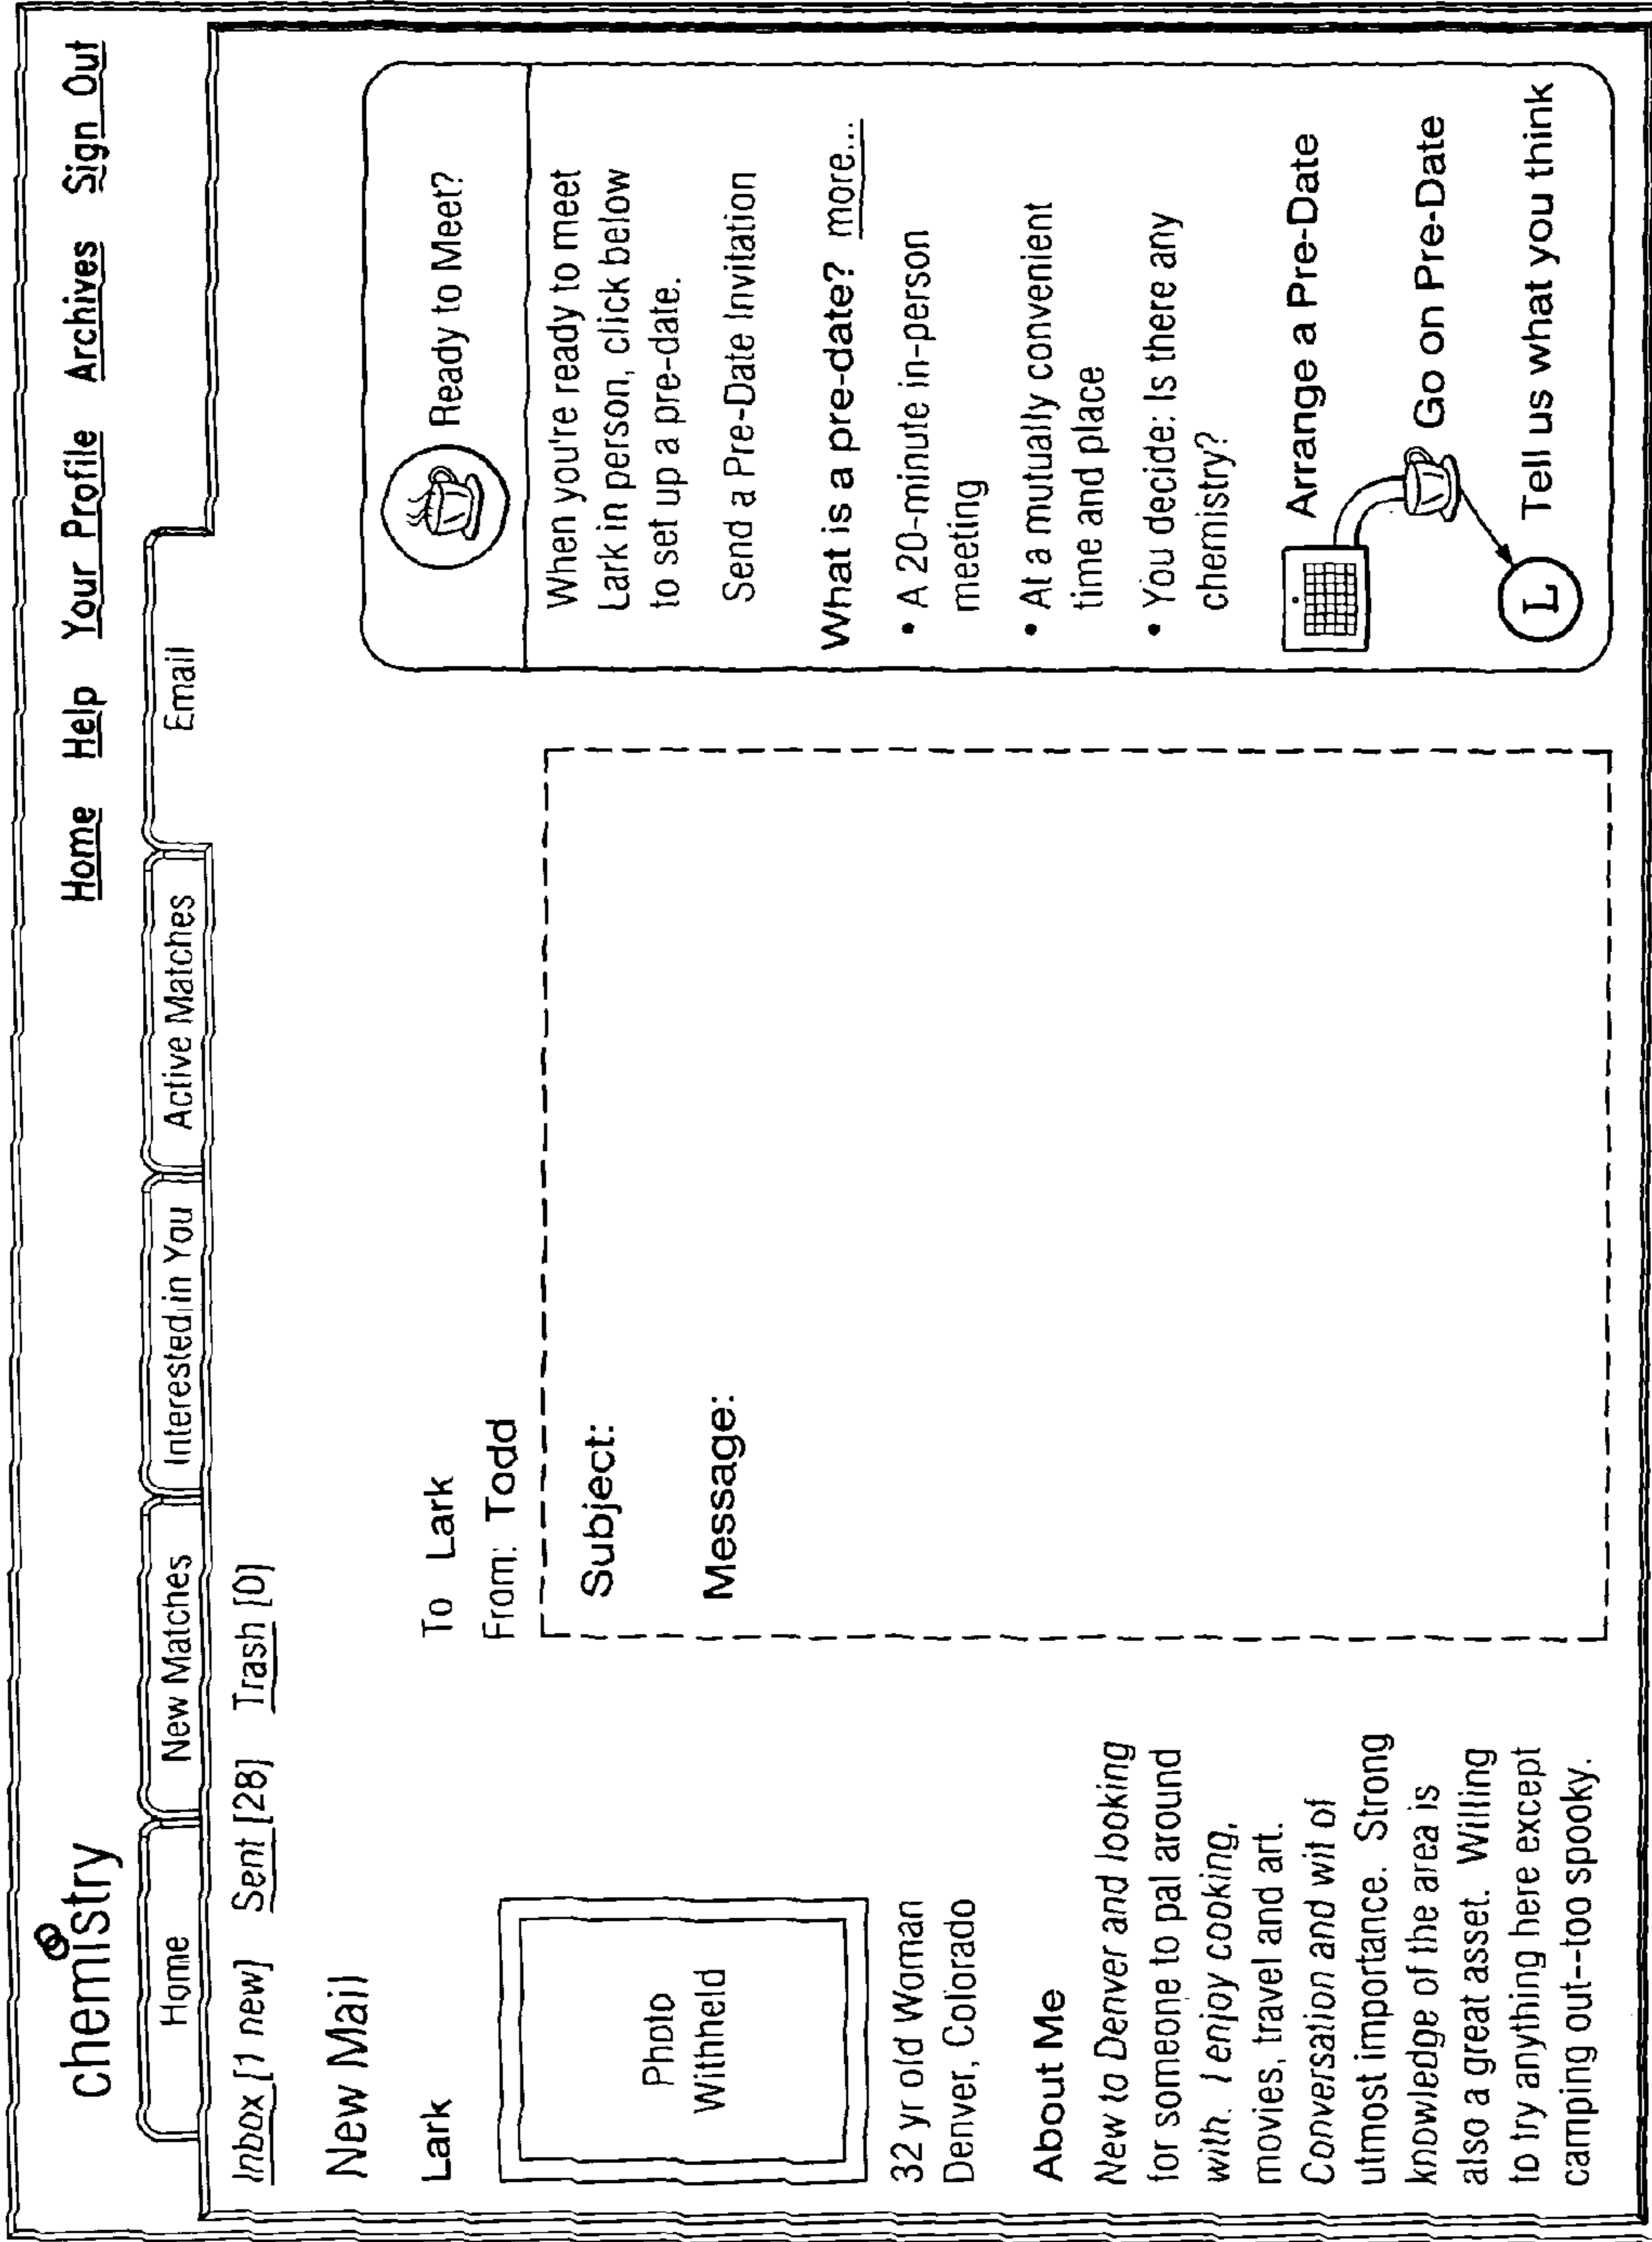 chemistry
Home Help Your Profile Archives Sign Out
Home New Matches Interested in You Active Matches Email
Inbox [1 new] Sent [28] Trash [0]
New Mail
Lark
Photo
Withheld
32 yr old Woman
Denver, Colorado
About Me
New to Denver and looking
for someone to pal around
with. I enjoy cooking,
movies, travel and art.
Conversation and wit of
utmost importance. Strong
knowledge of the area is
also a great asset. Willing
to try anything here except
camping out--too spooky.
To Lark
From: Todd
Subject:
Message:
Ready to Meet?
When you're ready to meet
Lark in person, click below
to set up a pre-date.
Send a Pre-Date Invitation
What is a pre-date? more...
• A 20-minute in-person
meeting
• At a mutually convenient
time and place
• You decide: Is there any
chemistry?
Arrange a Pre-Date
Go on Pre-Date
L Tell us what you think